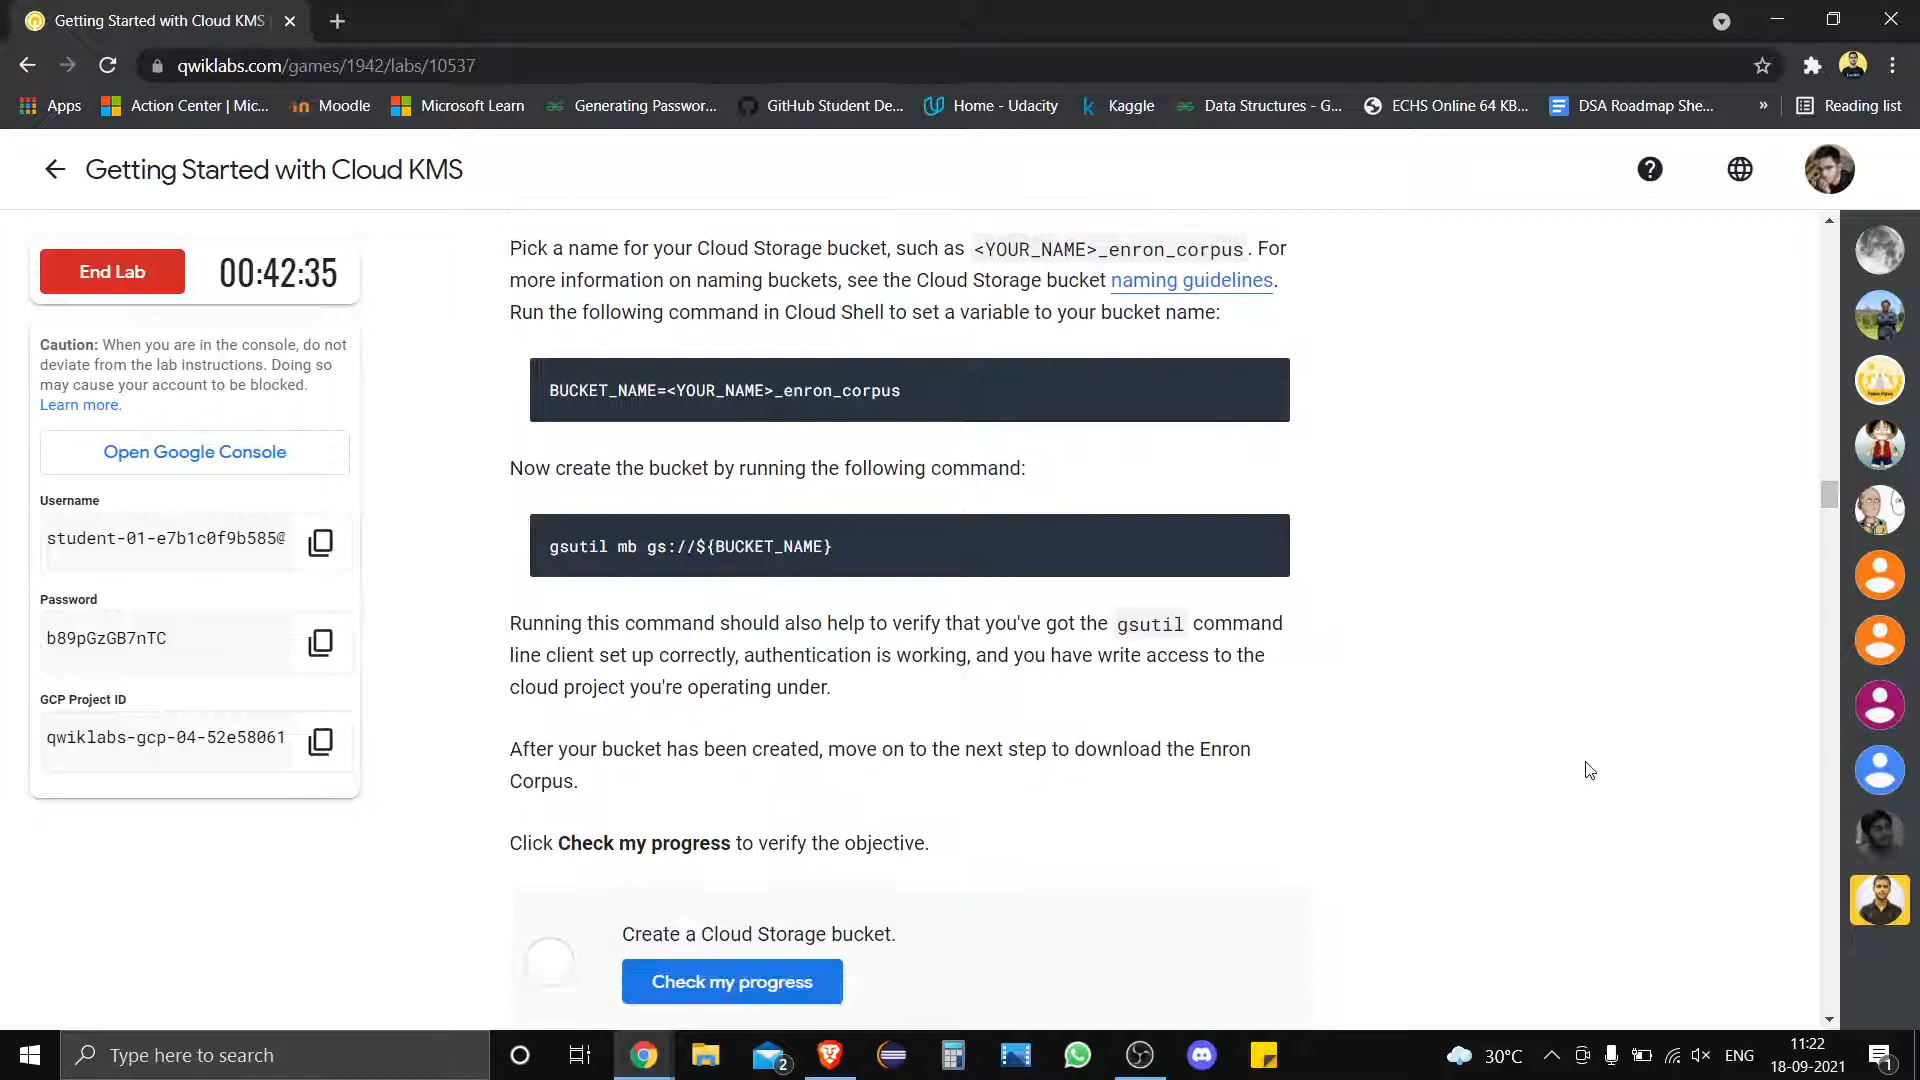 Getting Started with Cloud KMS
qwiklabs.com/games/1942/labs/10537
Apps
Action Center | Mic...
Moodle
Microsoft Learn
Generating Passwor...
GitHub Student De...
Home - Udacity
Kaggle
Data Structures - G...
ECHS Online 64 KB...
DSA Roadmap She...
»
Reading list
Getting Started with Cloud KMS
End Lab
00:42:35
Caution: When you are in the console, do not
deviate from the lab instructions. Doing so
may cause your account to be blocked.
Learn more.
Open Google Console
Username
student-01-e7b1c0f9b585@
Password
b89pGzGB7nTC
GCP Project ID
qwiklabs-gcp-04-52e58061
Pick a name for your Cloud Storage bucket, such as <YOUR_NAME>_enron_corpus. For
more information on naming buckets, see the Cloud Storage bucket naming guidelines.
Run the following command in Cloud Shell to set a variable to your bucket name:
BUCKET_NAME=<YOUR_NAME>_enron_corpus
Now create the bucket by running the following command:
gsutil mb gs://${BUCKET_NAME}
Running this command should also help to verify that you've got the gsutil command
line client set up correctly, authentication is working, and you have write access to the
cloud project you're operating under.
After your bucket has been created, move on to the next step to download the Enron
Corpus.
Click Check my progress to verify the objective.
Create a Cloud Storage bucket.
Check my progress
Type here to search
2
30°C
ENG
11:22
18-09-2021
1